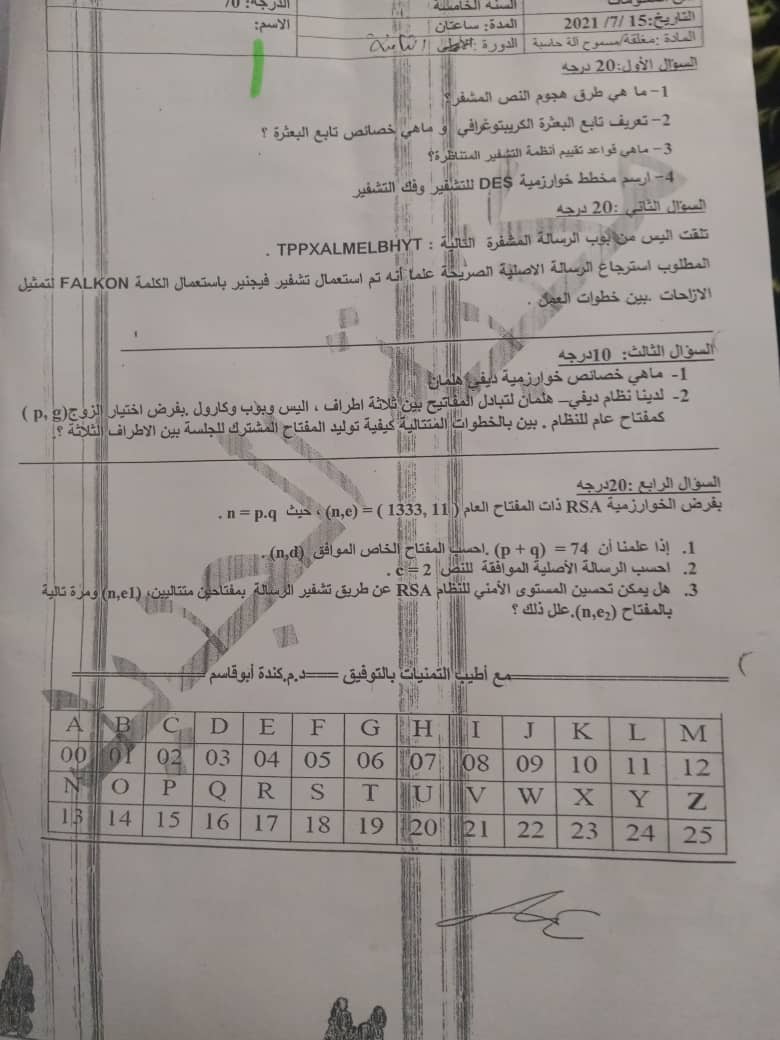 السنة الخامسة
الدرجة: 70
التاريخ: 15 /7/ 2021
المدة: ساعتان
الاسم:
المادة: مغلقة/مسموح آلة حاسبة
الدورة: الأولى الثانية
السؤال الأول: 20 درجه
1- ما هي طرق هجوم النص المشفر؟
2- تعريف تابع البعثرة الكريبتوغرافي و ماهي خصائص تابع البعثرة ؟
3- ماهي قواعد تقييم أنظمة التشفير المتناظرة؟
4- ارسم مخطط خوارزمية DES للتشفير وفك التشفير
السؤال الثاني :20 درجه
تلقت اليس من بوب الرسالة المشفرة التالية : TPPXALMELBHYT .
المطلوب استرجاع الرسالة الاصلية الصريحة علما أنه تم استعمال تشفير فيجنير باستعمال الكلمة FALKON لتمثيل
الازاحات .بين خطوات العمل .
السؤال الثالث: 10درجه
1- ماهي خصائص خوارزمية ديفي هلمان
2- لدينا نظام ديفي– هلمان لتبادل المفاتيح بين ثلاثة اطراف ، اليس وبوب وكارول .بفرض اختيار الزوج(p, g )
كمفتاح عام للنظام . بين بالخطوات المتتالية كيفية توليد المفتاح المشترك للجلسة بين الاطراف الثلاثة ؟.
السؤال الرابع :20درجه
بفرض الخوارزمية RSA ذات المفتاح العام (n,e) = ( 1333, 11 ) ، حيث n = p.q .
1. إذا علمنا أن (p + q) = 74 .احسب المفتاح الخاص الموافق (n,d) .
2. احسب الرسالة الأصلية الموافقة للنص c = 2 .
3. هل يمكن تحسين المستوى الأمني للنظام RSA عن طريق تشفير الرسالة بمفتاحين متتاليين، (n,e1) ومرة تالية
بالمفتاح (n,e₂).علل ذلك ؟
مع أطيب التمنيات بالتوفيق ====د.م.كندة أبوقاسم
A B C D E F G H I J K L M
00 01 02 03 04 05 06 07 08 09 10 11 12
N O P Q R S T U V W X Y Z
13 14 15 16 17 18 19 20 21 22 23 24 25